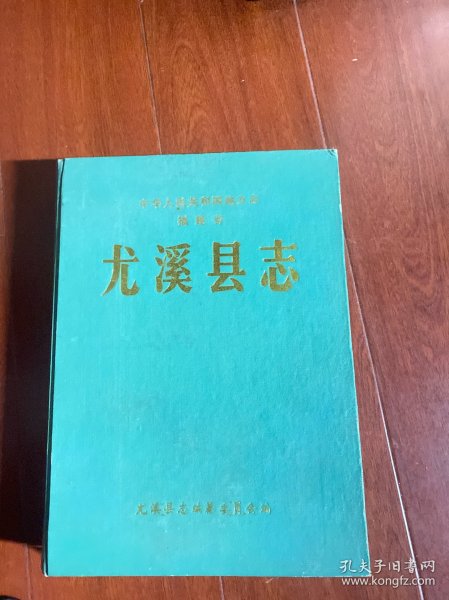 中华人民共和国地方志
福建省
尤溪县志
尤溪县志编纂委员会编
孔夫子旧书网
www.kongfz.com